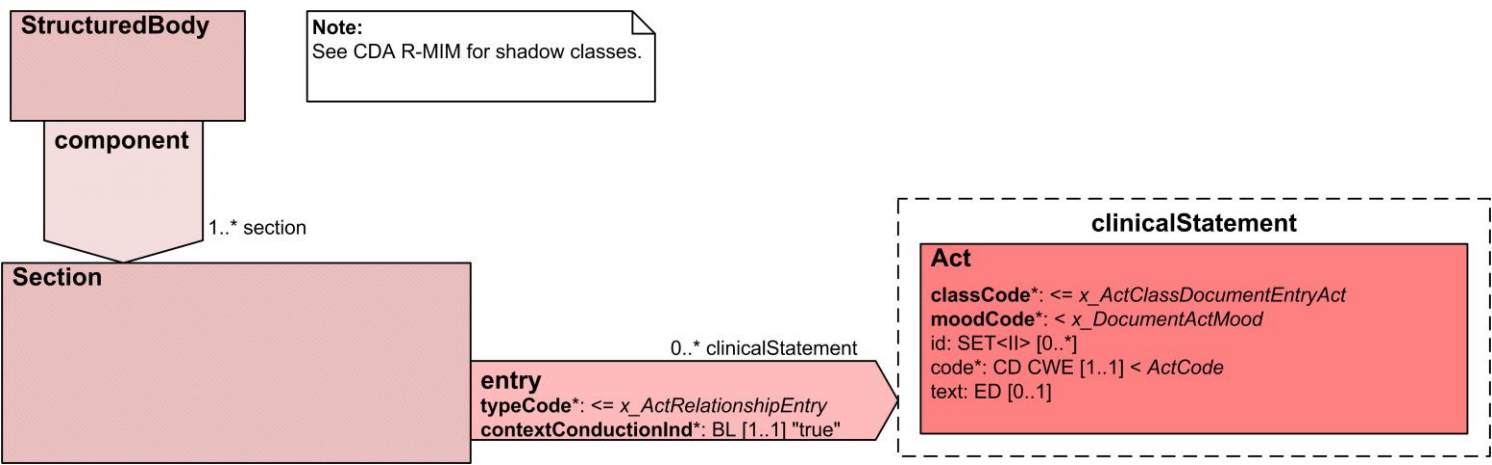 StructuredBody
Note:
See CDA R-MIM for shadow classes.
component
1..* section
Section
0..* clinicalStatement
entry
typeCode*: <= x_ActRelationshipEntry
contextConductionInd*: BL [1..1] "true"
clinicalStatement
Act
classCode*: <= x_ActClassDocumentEntryAct
moodCode*: < x_DocumentActMood
id: SET<II> [0..*]
code*: CD CWE [1..1] < ActCode
text: ED [0..1]